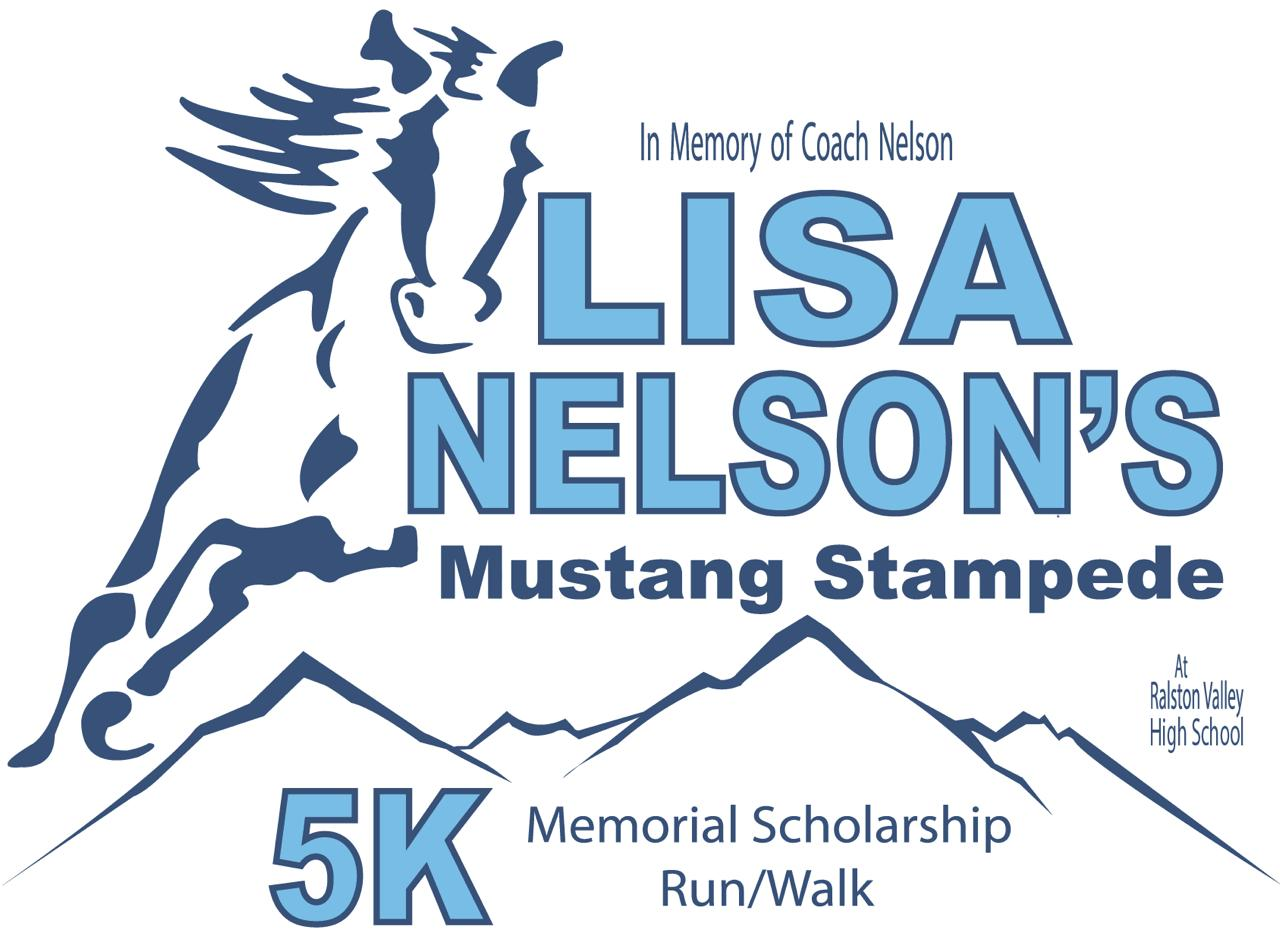 In Memory of Coach Nelson
LISA
NELSON'S
Mustang Stampede
At
Ralston Valley
High School
5K
Memorial Scholarship
Run/Walk